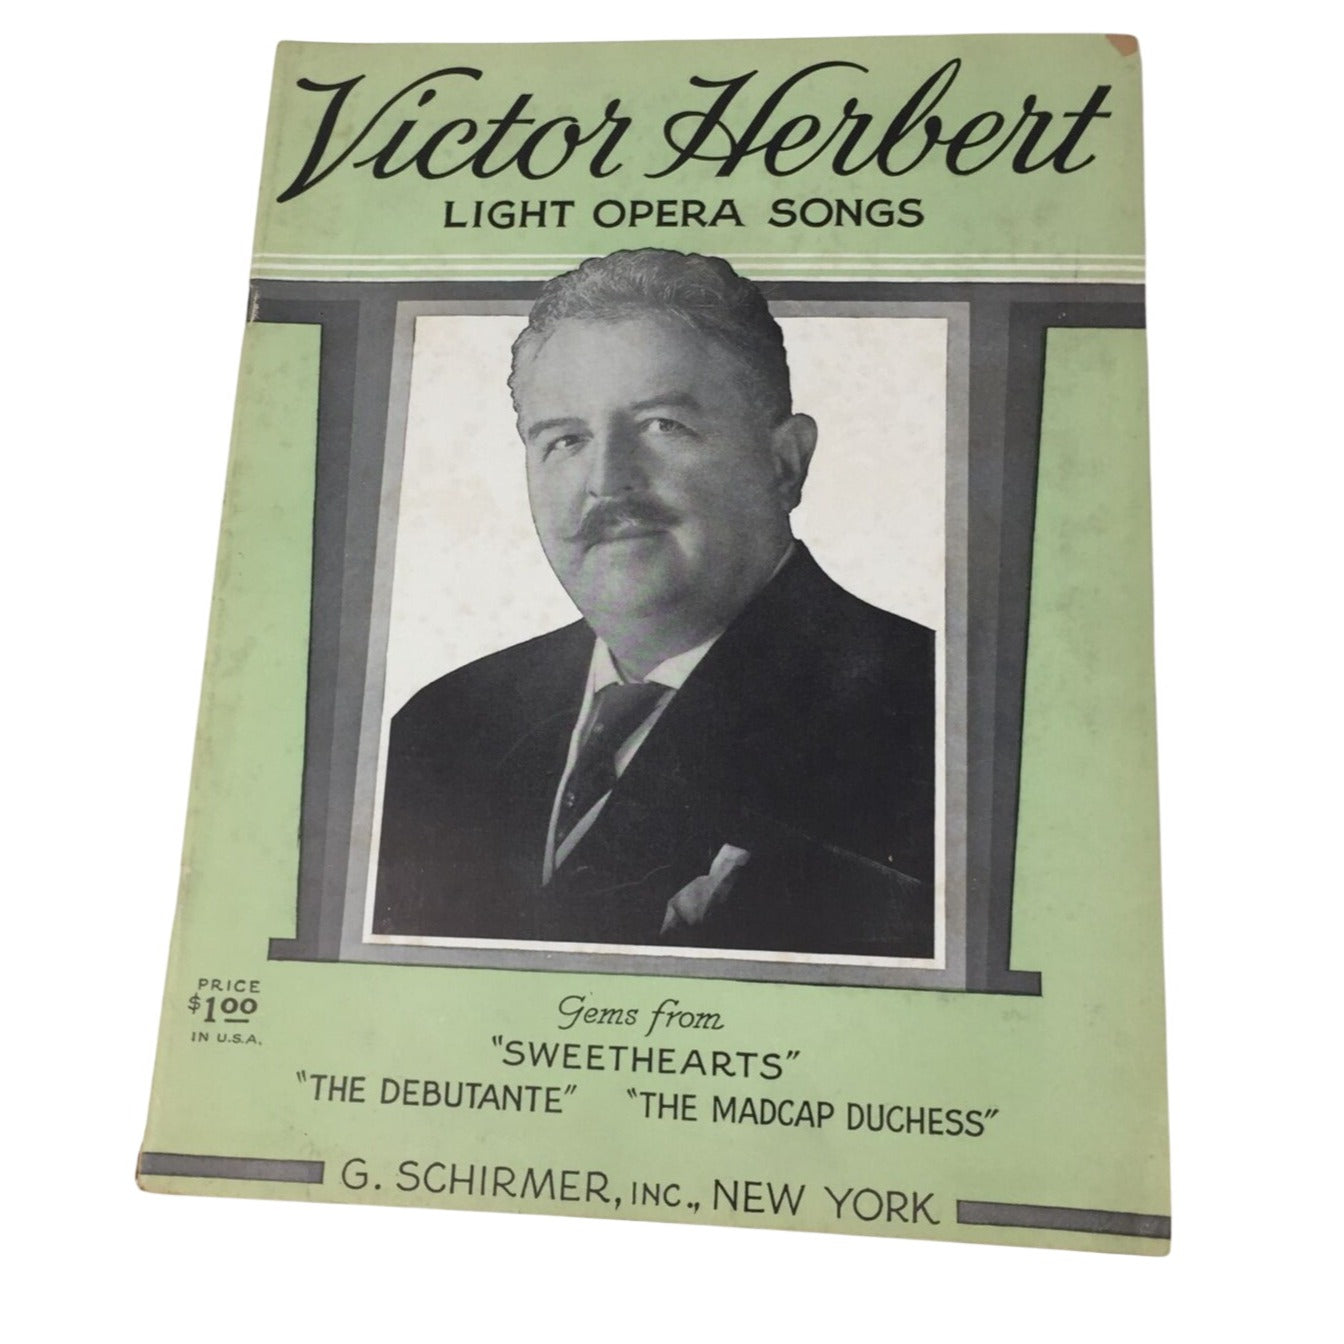 Victor Herbert
LIGHT OPERA SONGS
PRICE
$1.00
IN U.S.A.
Gems from
"SWEETHEARTS"
"THE DEBUTANTE" "THE MADCAP DUCHESS"
G. SCHIRMER, INC., NEW YORK